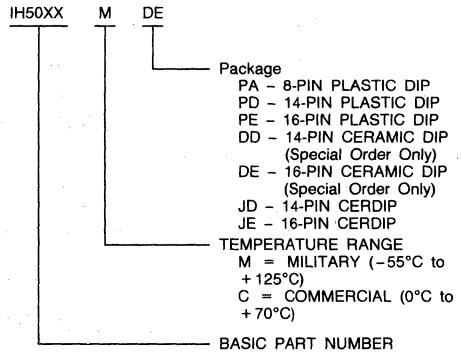 IH50XX M DE
Package
PA - 8-PIN PLASTIC DIP
PD - 14-PIN PLASTIC DIP
PE - 16-PIN PLASTIC DIP
DD - 14-PIN CERAMIC DIP
(Special Order Only)
DE - 16-PIN CERAMIC DIP
(Special Order Only)
JD - 14-PIN CERDIP
JE - 16-PIN CERDIP
TEMPERATURE RANGE
M = MILITARY (-55°C to
+125°C)
C = COMMERCIAL (0°C to
+70°C)
BASIC PART NUMBER